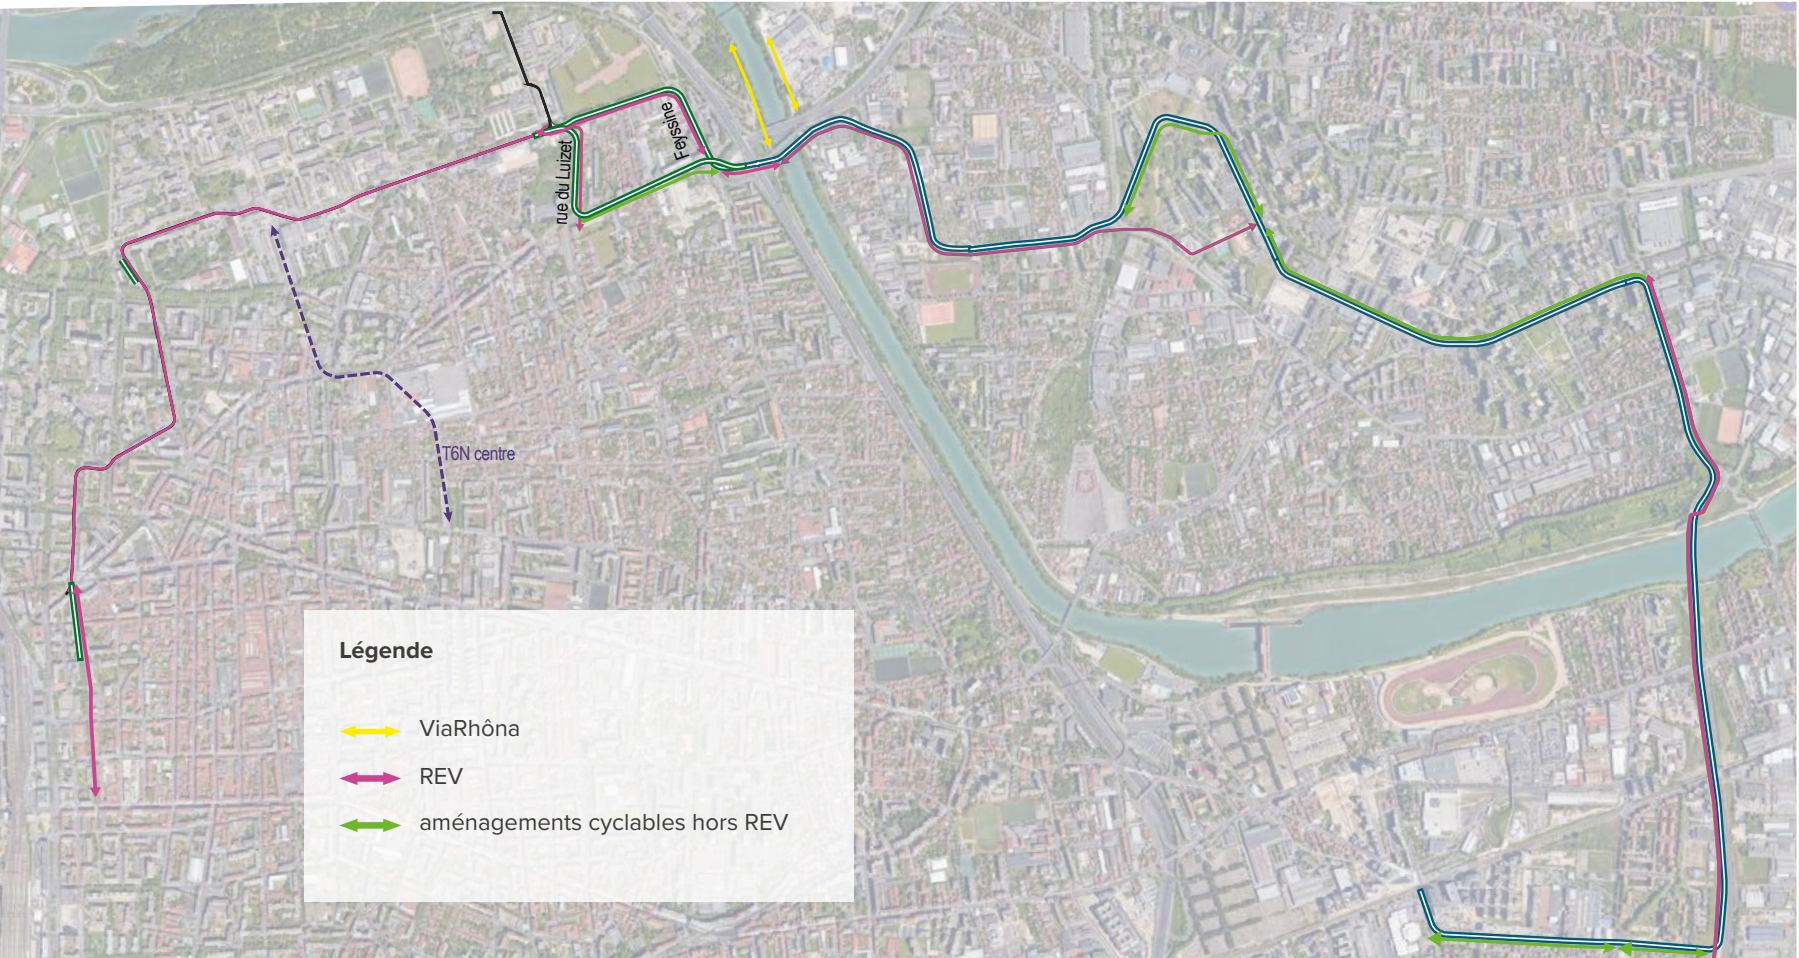 Feyssine
rue du Luizet
T6N centre
Légende
ViaRhôna
REV
aménagements cyclables hors REV